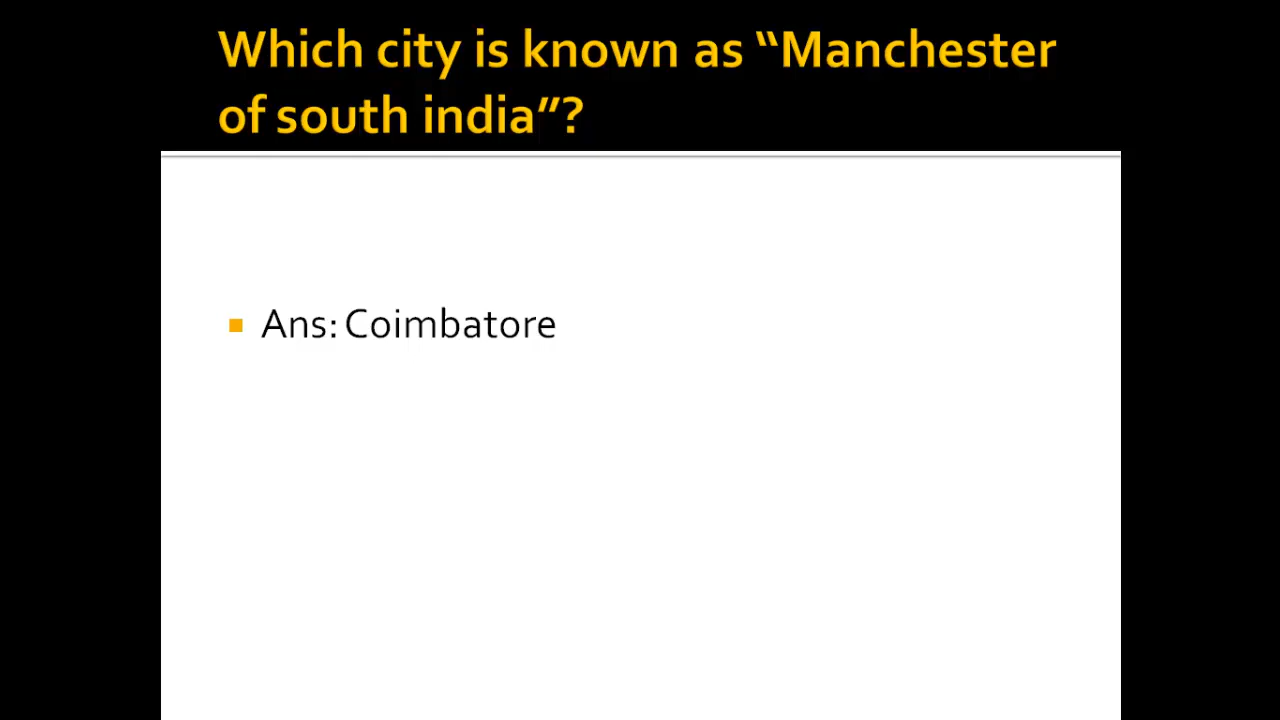 Which city is known as “Manchester
of south india”?
Ans: Coimbatore